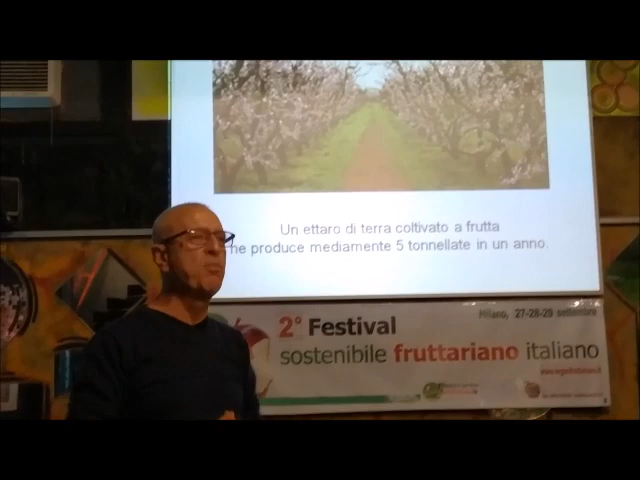 Un ettaro di terra coltivato a frutta
ne produce mediamente 5 tonnellate in un anno.
Milano, 27-28-29 settembre
2° Festival
sostenibile fruttariano italiano